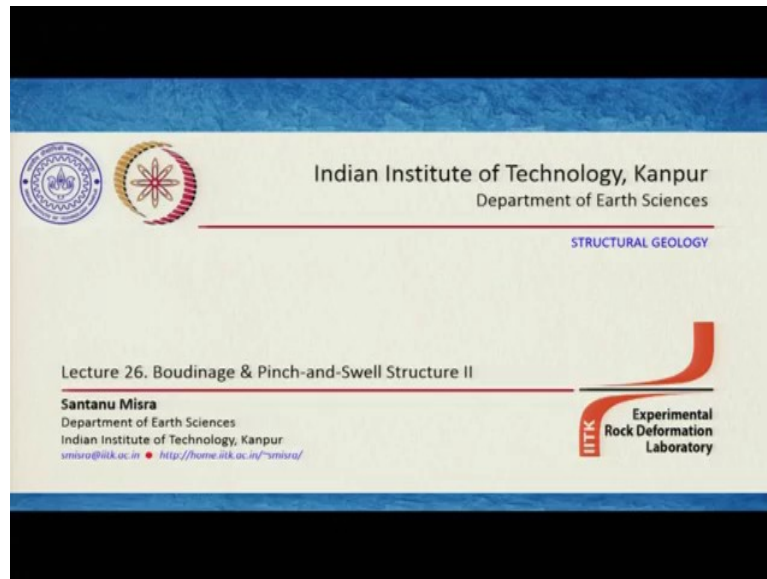 Indian Institute of Technology, Kanpur
Department of Earth Sciences
STRUCTURAL GEOLOGY
Lecture 26. Boudinage & Pinch-and-Swell Structure II
Santanu Misra
Department of Earth Sciences
Indian Institute of Technology, Kanpur
smisra@iitk.ac.in ● http://home.iitk.ac.in/~smisra/
IITK
Experimental
Rock Deformation
Laboratory